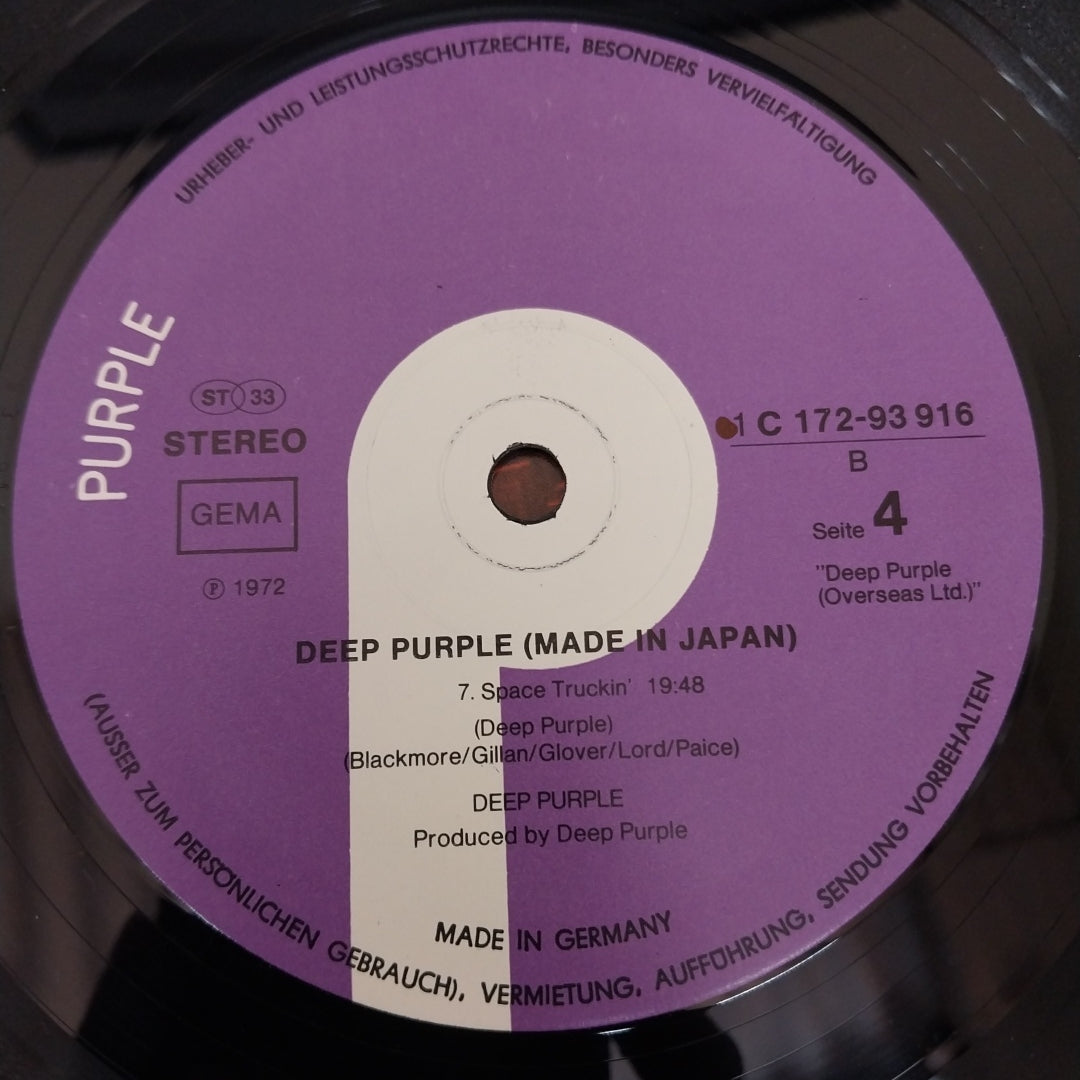 URHEBER- UND LEISTUNGSSCHUTZRECHTE, BESONDERS VERVIELFÄLTIGUNG
PURPLE
ST 33
STEREO
GEMA
℗ 1972
1 C 172-93 916
B
Seite 4
"Deep Purple
(Overseas Ltd.)"
DEEP PURPLE (MADE IN JAPAN)
7. Space Truckin' 19:48
(Deep Purple)
(Blackmore/Gillan/Glover/Lord/Paice)
DEEP PURPLE
Produced by Deep Purple
MADE IN GERMANY
(AUSSER ZUM PERSÖNLICHEN GEBRAUCH), VERMIETUNG, AUFFÜHRUNG, SENDUNG VORBEHALTEN